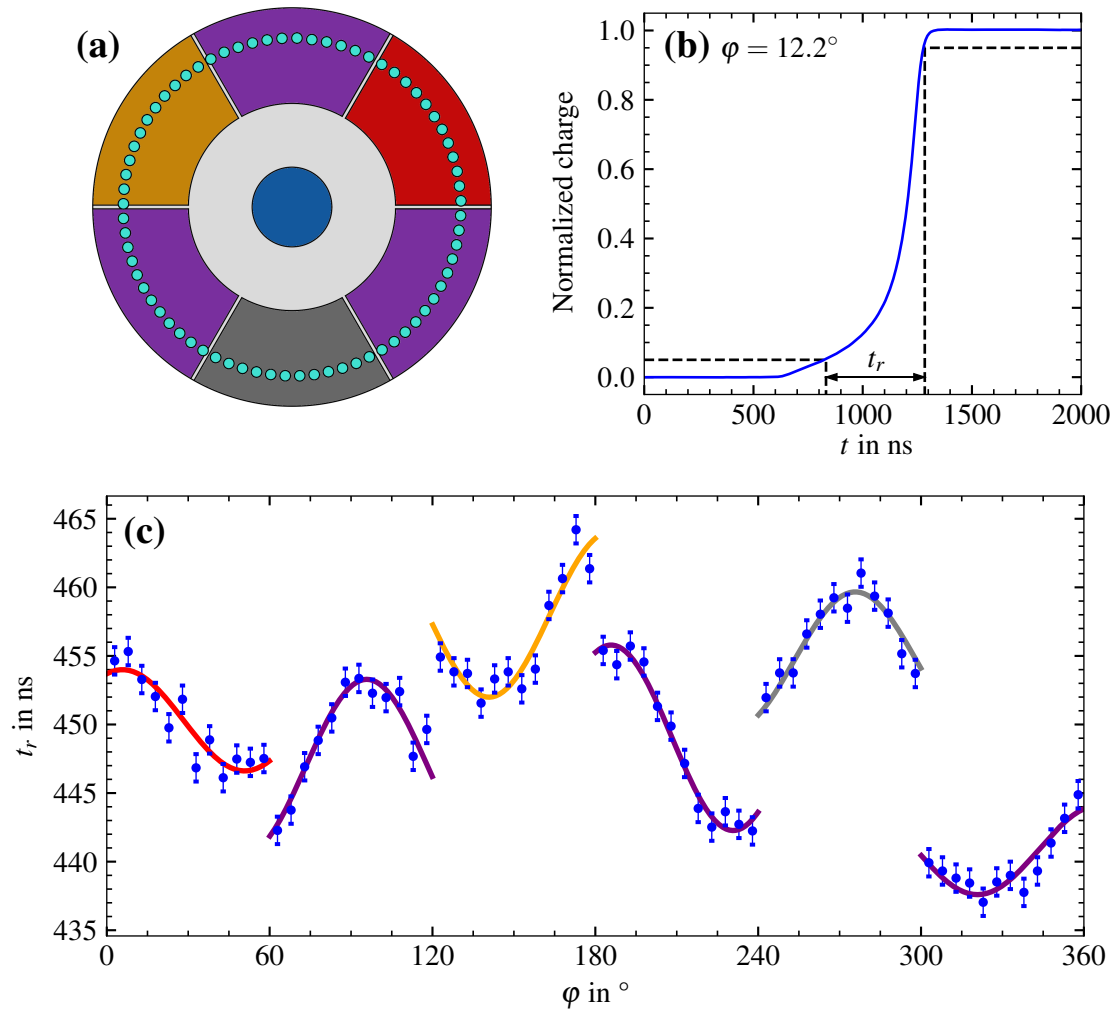 (a)
(b) φ = 12.2°
Normalized charge
1.0
0.8
0.6
0.4
0.2
0.0
t_r
0 500 1000 1500 2000
t in ns
(c)
t_r in ns
465
460
455
450
445
440
435
0 60 120 180 240 300 360
φ in °